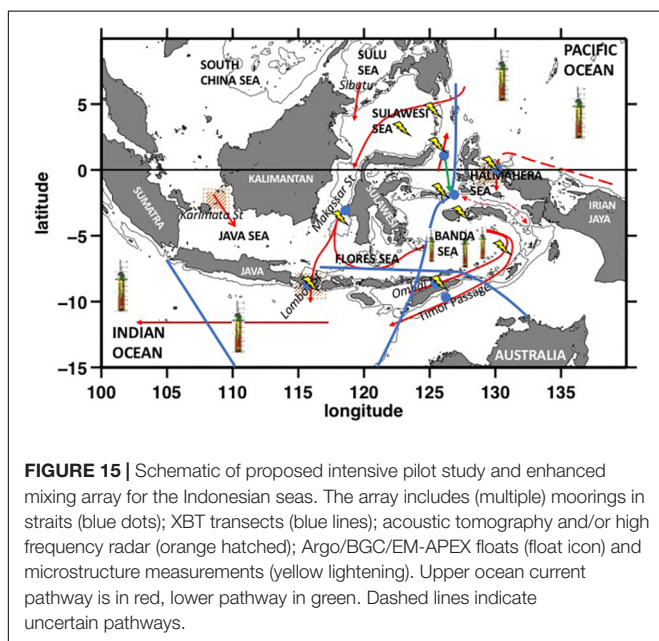 PACIFIC
OCEAN
SOUTH
CHINA SEA
SULU
SEA
Sibutu
5
SULAWESI
SEA
0
KALIMANTAN
HALMAHERA
SEA
SUMATRA
Karimata St
Makassar St
SULAWESI
IRIAN
JAYA
latitude
−5
JAVA SEA
BANDA
SEA
FLORES SEA
JAVA
Lombok
Ombai
Timor Passage
−10
INDIAN
OCEAN
AUSTRALIA
−15
100 105 110 115 120 125 130 135
longitude
FIGURE 15 | Schematic of proposed intensive pilot study and enhanced
mixing array for the Indonesian seas. The array includes (multiple) moorings in
straits (blue dots); XBT transects (blue lines); acoustic tomography and/or high
frequency radar (orange hatched); Argo/BGC/EM-APEX floats (float icon) and
microstructure measurements (yellow lightening). Upper ocean current
pathway is in red, lower pathway in green. Dashed lines indicate
uncertain pathways.